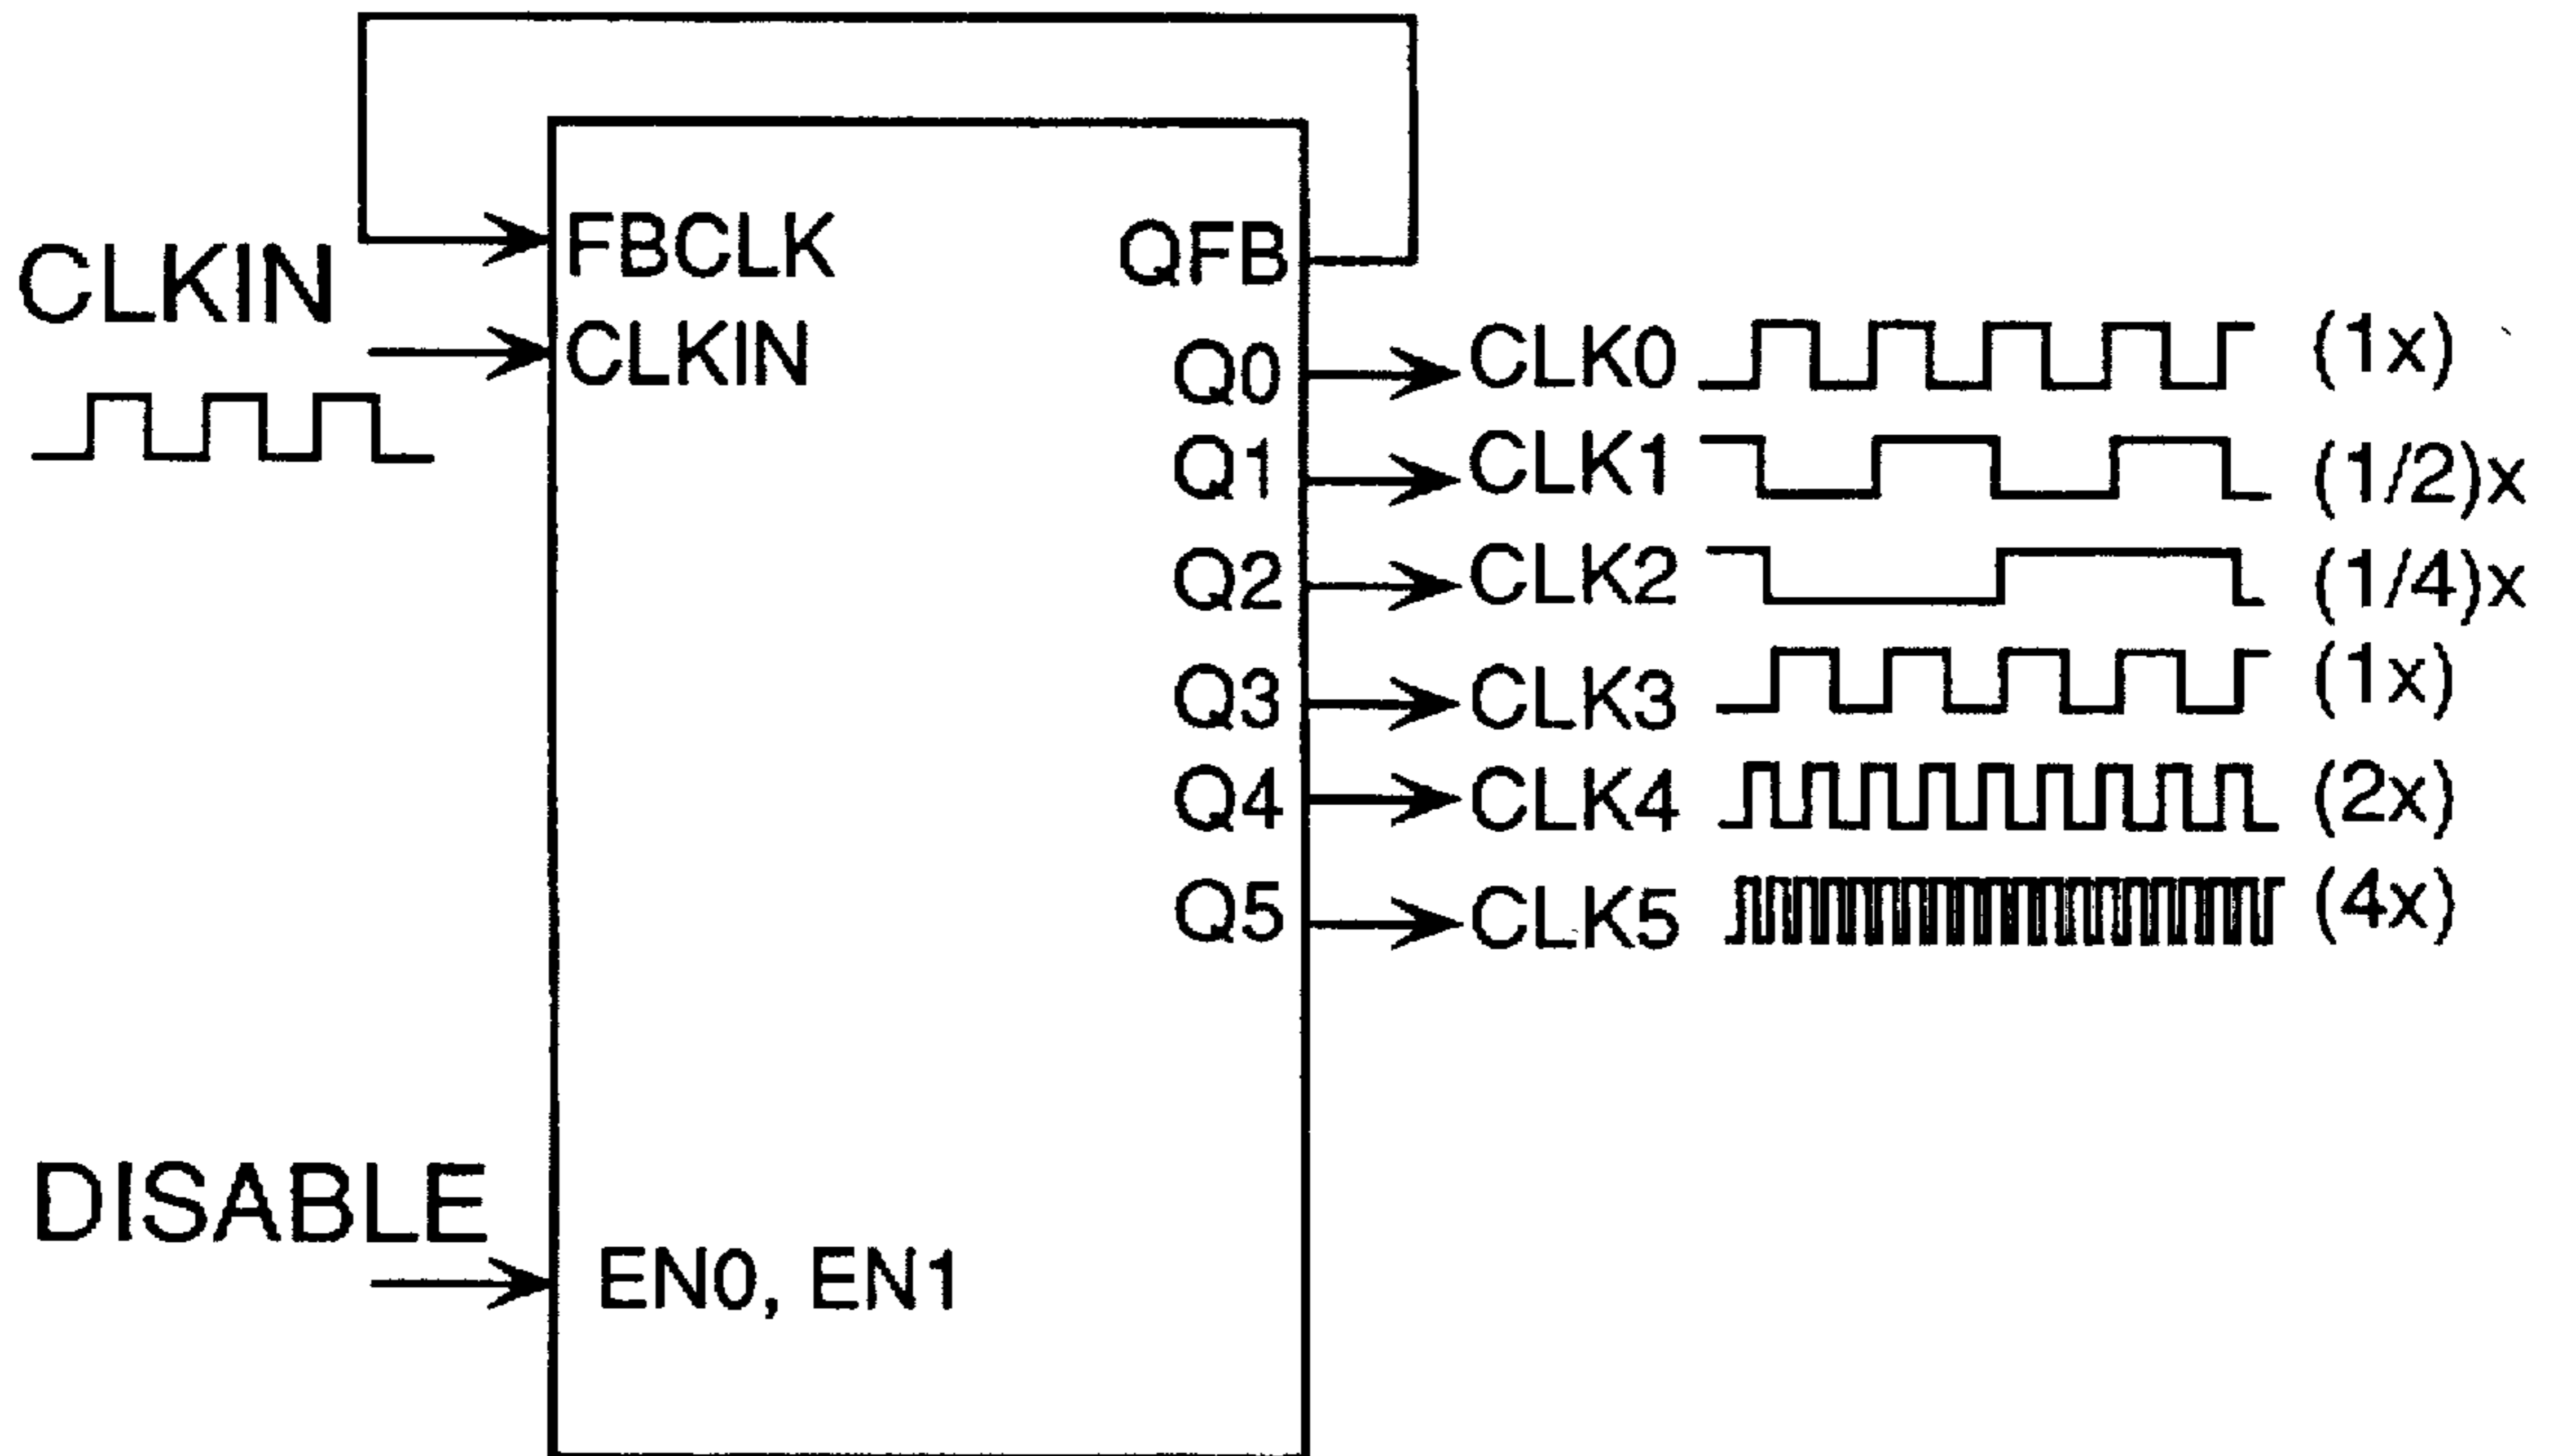 FBCLK
QFB
CLKIN
CLKIN
Q0 CLK0 (1x)
Q1 CLK1 (1/2)x
Q2 CLK2 (1/4)x
Q3 CLK3 (1x)
Q4 CLK4 (2x)
Q5 CLK5 (4x)
DISABLE
EN0, EN1